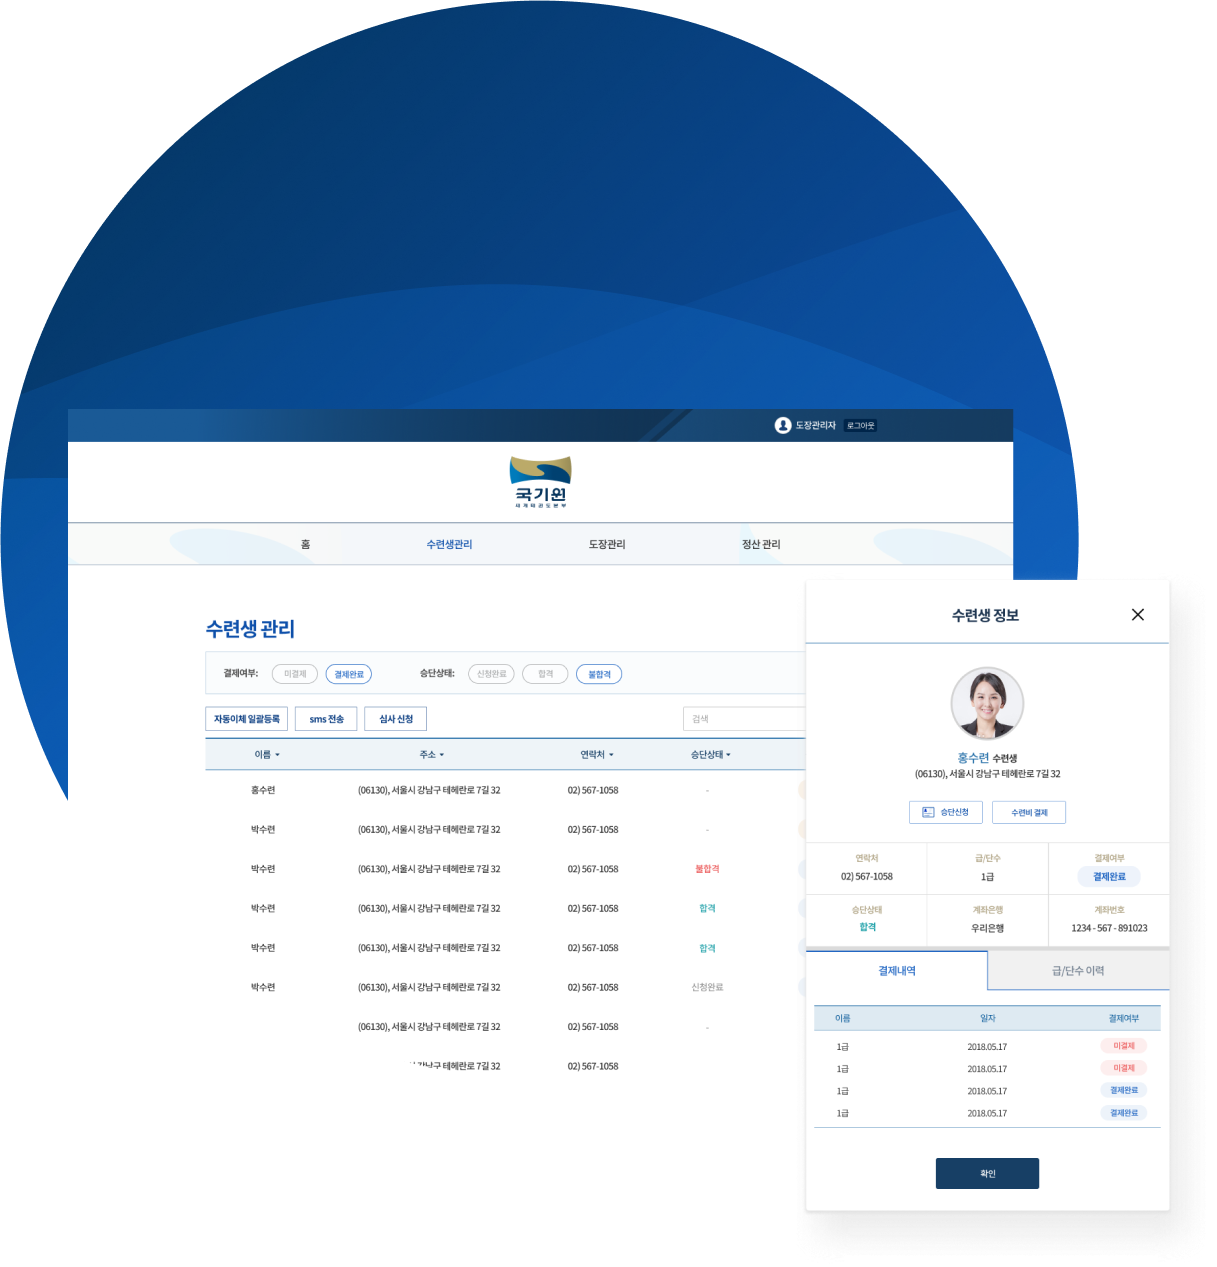 도장관리자 로그아웃
국기원
세계태권도본부
홈 수련생관리 도장관리 정산 관리
수련생 관리
결제여부: 미결제 결제완료 승단상태: 신청완료 합격 불합격
자동이체 일괄등록 sms 전송 심사 신청 검색
이름 주소 연락처 승단상태
홍수련 (06130), 서울시 강남구 테헤란로 7길 32 02) 567-1058 -
박수련 (06130), 서울시 강남구 테헤란로 7길 32 02) 567-1058 -
박수련 (06130), 서울시 강남구 테헤란로 7길 32 02) 567-1058 불합격
박수련 (06130), 서울시 강남구 테헤란로 7길 32 02) 567-1058 합격
박수련 (06130), 서울시 강남구 테헤란로 7길 32 02) 567-1058 합격
박수련 (06130), 서울시 강남구 테헤란로 7길 32 02) 567-1058 신청완료
(06130), 서울시 강남구 테헤란로 7길 32 02) 567-1058 -
테헤란로 7길 32 02) 567-1058
수련생 정보
홍수련 수련생
(06130), 서울시 강남구 테헤란로 7길 32
승단신청 수련비 결제
연락처 급/단수 결제여부
02) 567-1058 1급 결제완료
승단상태 계좌은행 계좌번호
합격 우리은행 1234 - 567 - 891023
결제내역 급/단수 이력
이름 일자 결제여부
1급 2018.05.17 미결제
1급 2018.05.17 미결제
1급 2018.05.17 결제완료
1급 2018.05.17 결제완료
확인